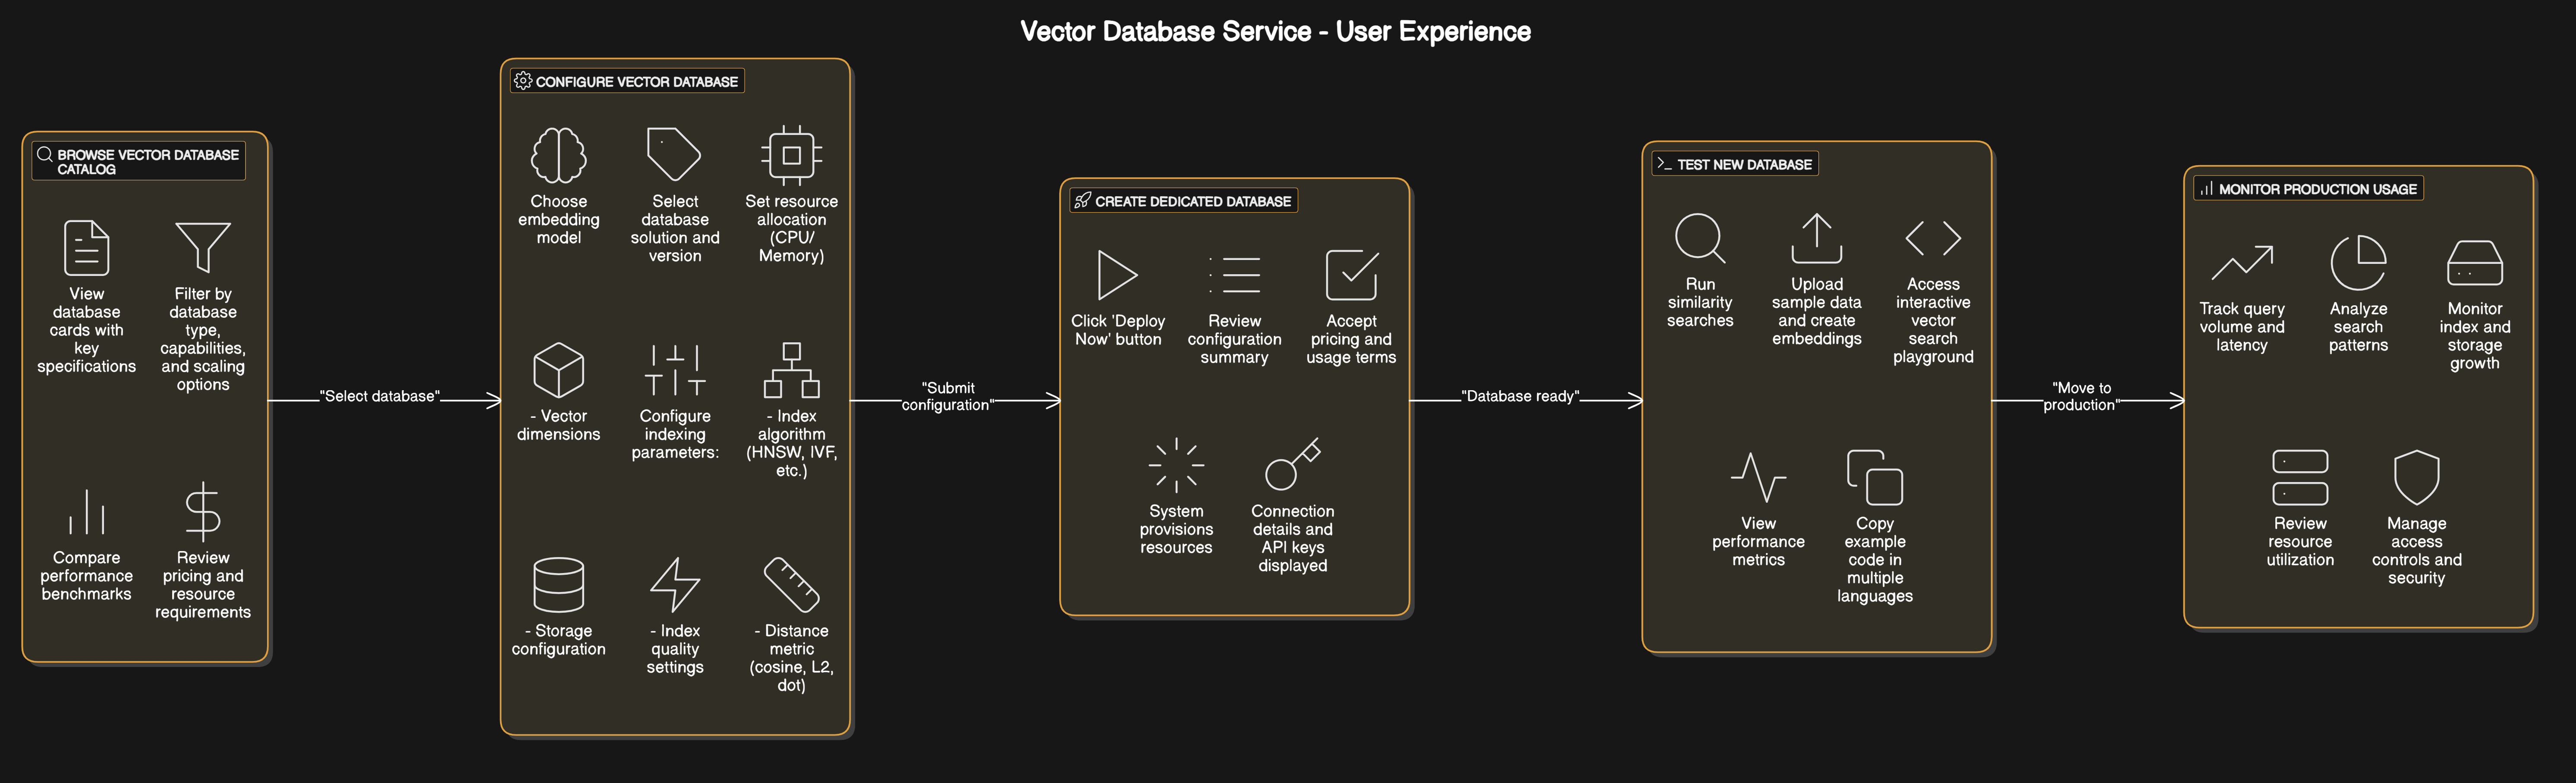 Vector Database Service - User Experience
BROWSE VECTOR DATABASE
CATALOG
View
database
cards with
key
specifications
Filter by
database
type,
capabilities,
and scaling
options
Compare
performance
benchmarks
Review
pricing and
resource
requirements
"Select database"
CONFIGURE VECTOR DATABASE
Choose
embedding
model
Select
database
solution and
version
Set resource
allocation
(CPU/
Memory)
- Vector
dimensions
Configure
indexing
parameters:
- Index
algorithm
(HNSW, IVF,
etc.)
- Storage
configuration
- Index
quality
settings
- Distance
metric
(cosine, L2,
dot)
"Submit
configuration"
CREATE DEDICATED DATABASE
Click 'Deploy
Now' button
Review
configuration
summary
Accept
pricing and
usage terms
System
provisions
resources
Connection
details and
API keys
displayed
"Database ready"
TEST NEW DATABASE
Run
similarity
searches
Upload
sample data
and create
embeddings
Access
interactive
vector
search
playground
View
performance
metrics
Copy
example
code in
multiple
languages
"Move to
production"
MONITOR PRODUCTION USAGE
Track query
volume and
latency
Analyze
search
patterns
Monitor
index and
storage
growth
Review
resource
utilization
Manage
access
controls and
security